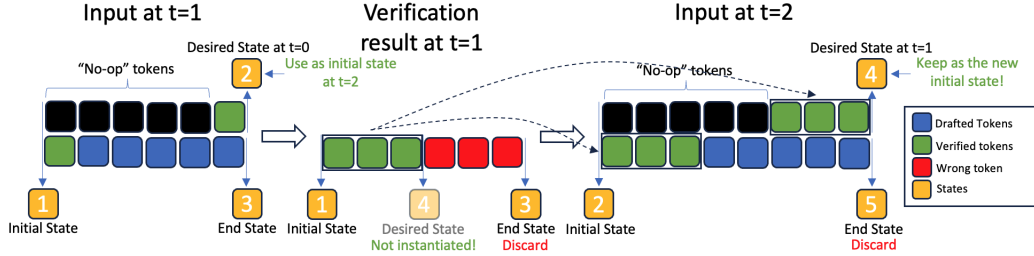 Input at t=1
Verification
result at t=1
Input at t=2
Desired State at t=0
2
Use as initial state
at t=2
“No-op” tokens
1
Initial State
3
End State
1
Initial State
4
Desired State
Not instantiated!
3
End State
Discard
“No-op” tokens
Desired State at t=1
4
Keep as the new
initial state!
2
Initial State
5
End State
Discard
Drafted Tokens
Verified tokens
Wrong token
States